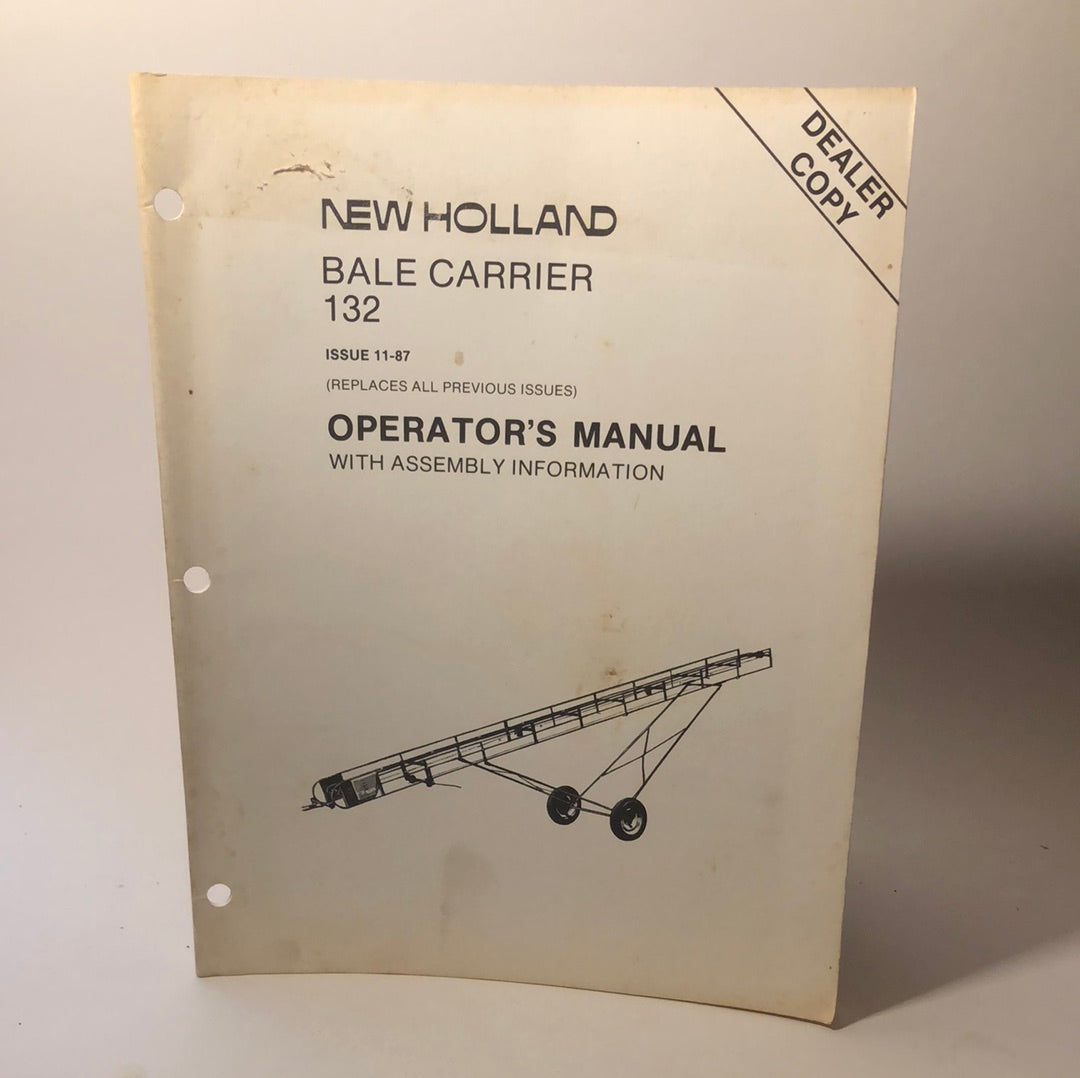 DEALER
COPY
NEW HOLLAND
BALE CARRIER
132
ISSUE 11-87
(REPLACES ALL PREVIOUS ISSUES)
OPERATOR'S MANUAL
WITH ASSEMBLY INFORMATION